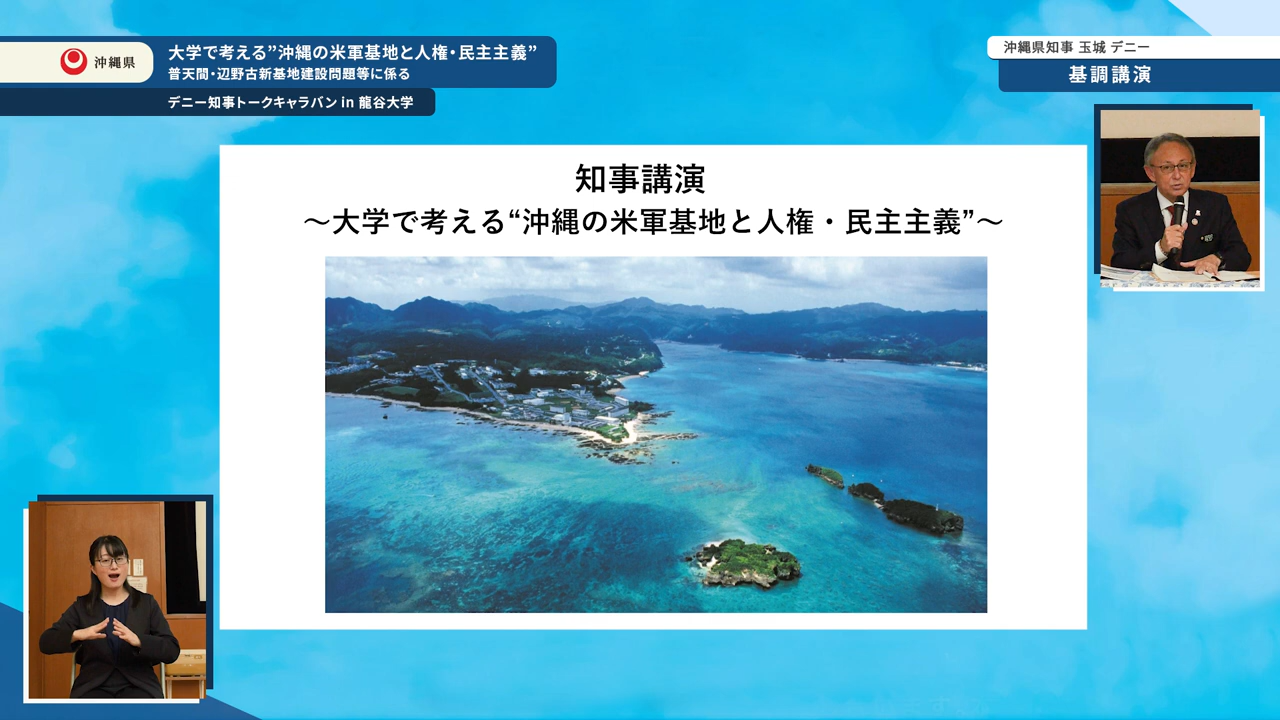 沖縄県
大学で考える”沖縄の米軍基地と人権・民主主義”
普天間・辺野古新基地建設問題等に係る
デニー知事トークキャラバン in 龍谷大学
沖縄県知事 玉城 デニー
基調講演
知事講演
～大学で考える“沖縄の米軍基地と人権・民主主義”～